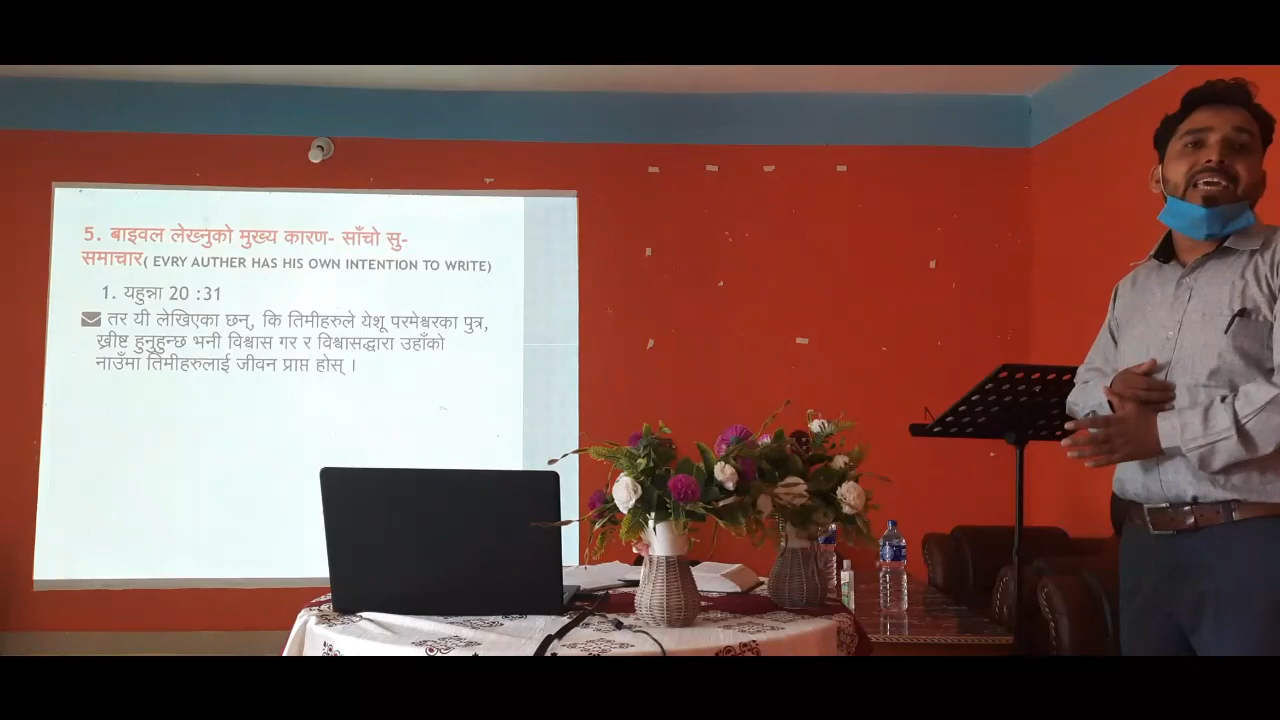 5. बाइवल लेख्नुको मुख्य कारण- साँचो सु-
समाचार( EVRY AUTHER HAS HIS OWN INTENTION TO WRITE)
1. यहुन्ना 20 :31
तर यी लेखिएका छन्, कि तिमीहरुले येशू परमेश्वरका पुत्र,
ख्रीष्ट हुनुहुन्छ भनी विश्वास गर र विश्वासद्धारा उहाँको
नाउँमा तिमीहरुलाई जीवन प्राप्त होस् ।